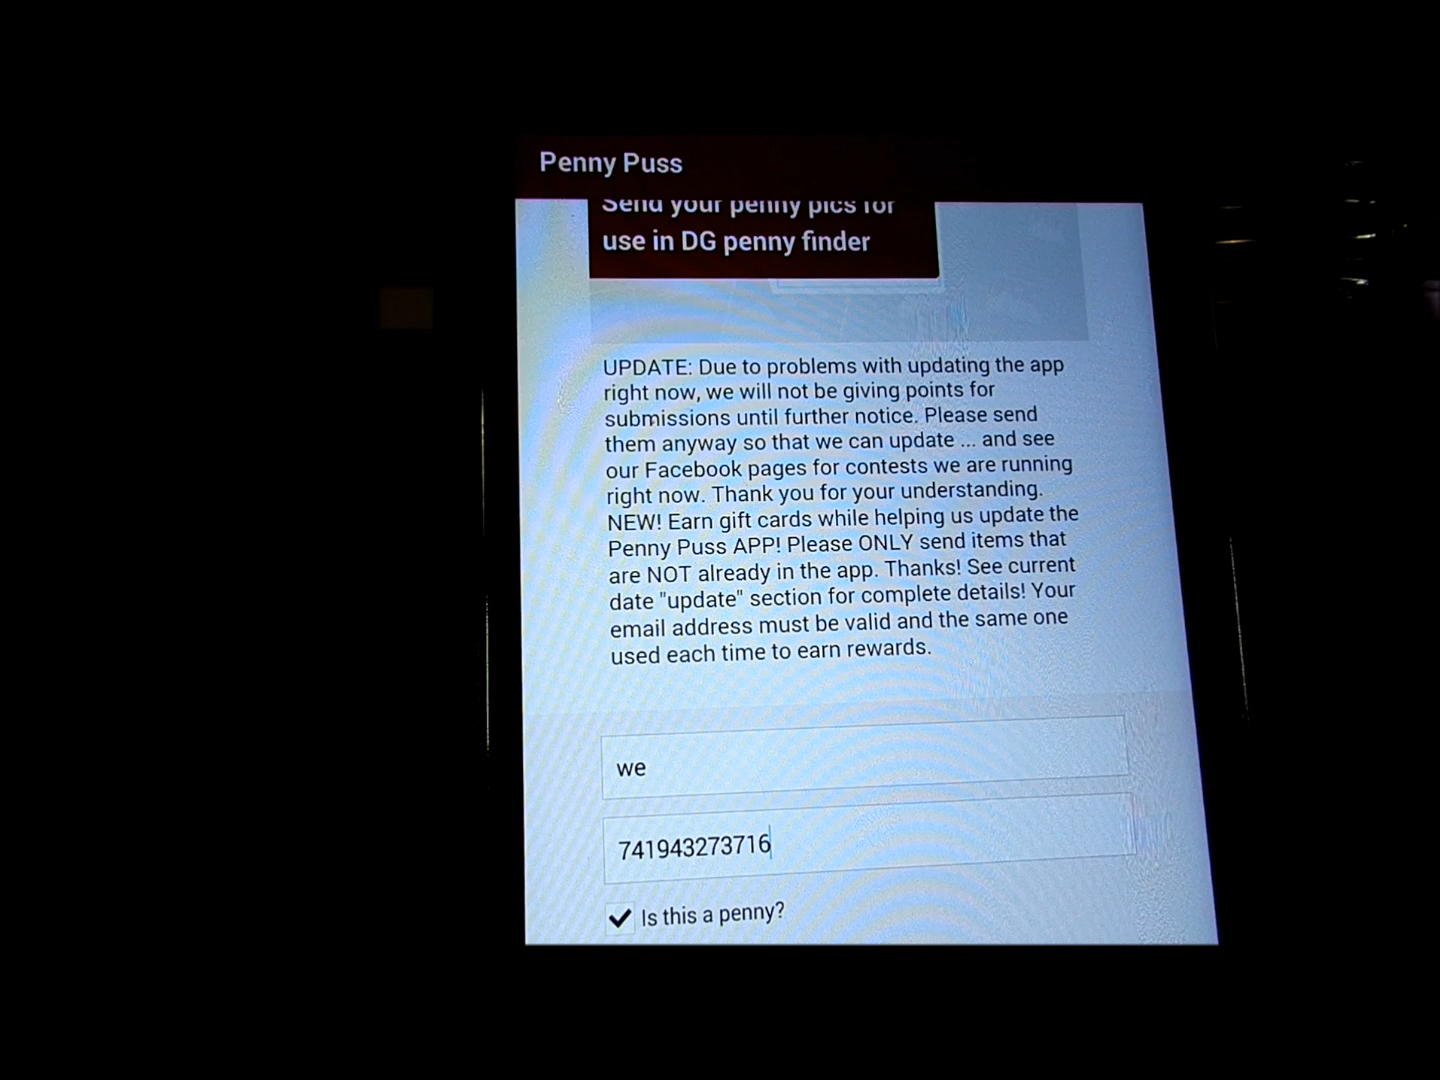 Penny Puss
Send your penny pics for
use in DG penny finder
UPDATE: Due to problems with updating the app
right now, we will not be giving points for
submissions until further notice. Please send
them anyway so that we can update ... and see
our Facebook pages for contests we are running
right now. Thank you for your understanding.
NEW! Earn gift cards while helping us update the
Penny Puss APP! Please ONLY send items that
are NOT already in the app. Thanks! See current
date "update" section for complete details! Your
email address must be valid and the same one
used each time to earn rewards.
we
741943273716
Is this a penny?